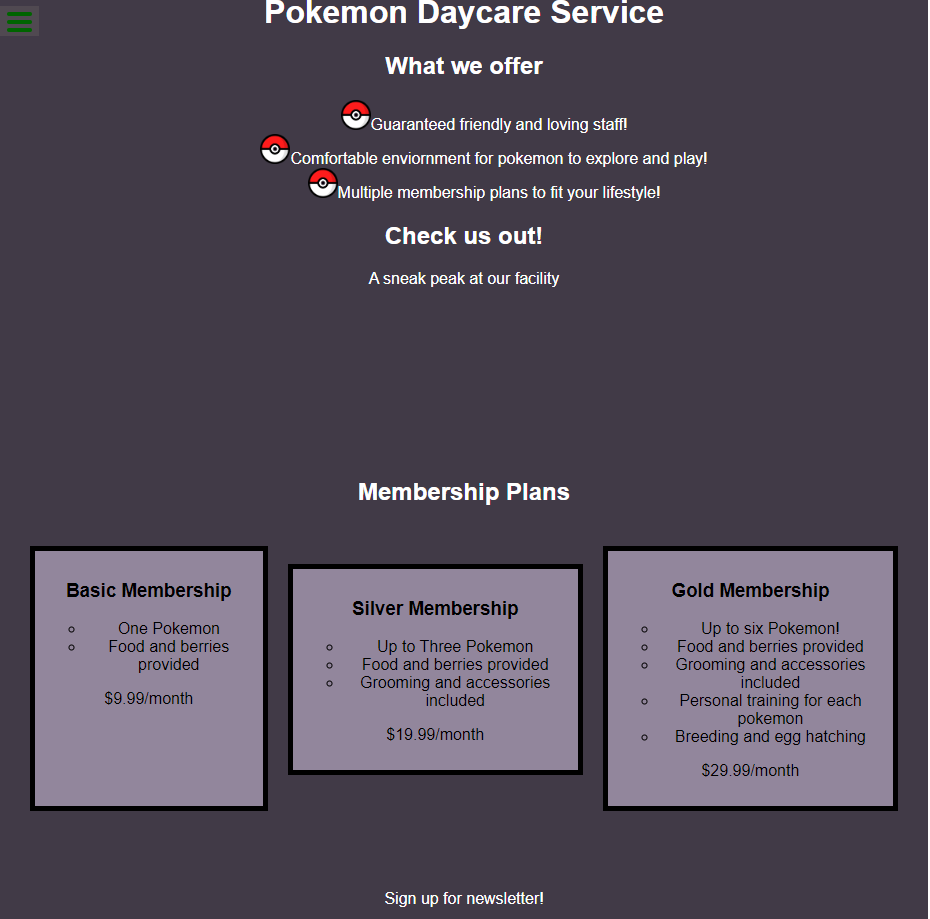 Pokemon Daycare Service
What we offer
Guaranteed friendly and loving staff!
Comfortable enviornment for pokemon to explore and play!
Multiple membership plans to fit your lifestyle!
Check us out!
A sneak peak at our facility
Membership Plans
Basic Membership
One Pokemon
Food and berries
provided
$9.99/month
Silver Membership
Up to Three Pokemon
Food and berries provided
Grooming and accessories
included
$19.99/month
Gold Membership
Up to six Pokemon!
Food and berries provided
Grooming and accessories
included
Personal training for each
pokemon
Breeding and egg hatching
$29.99/month
Sign up for newsletter!